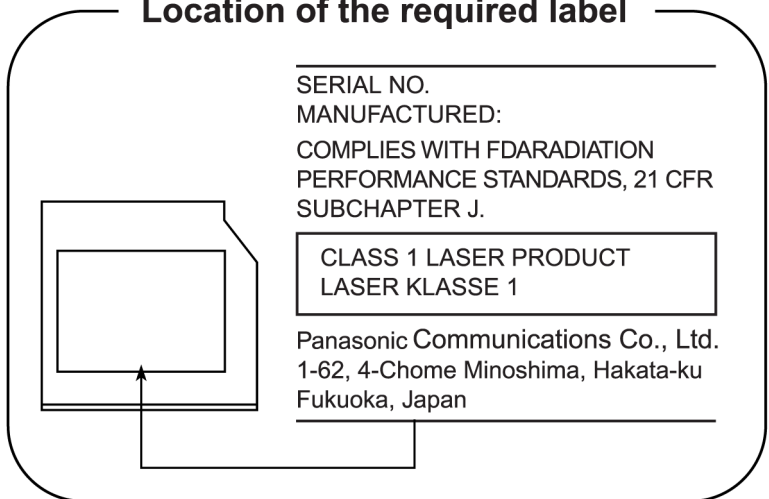 Location of the required label
SERIAL NO.
MANUFACTURED:
COMPLIES WITH FDARADIATION
PERFORMANCE STANDARDS, 21 CFR
SUBCHAPTER J.
CLASS 1 LASER PRODUCT
LASER KLASSE 1
Panasonic Communications Co., Ltd.
1-62, 4-Chome Minoshima, Hakata-ku
Fukuoka, Japan